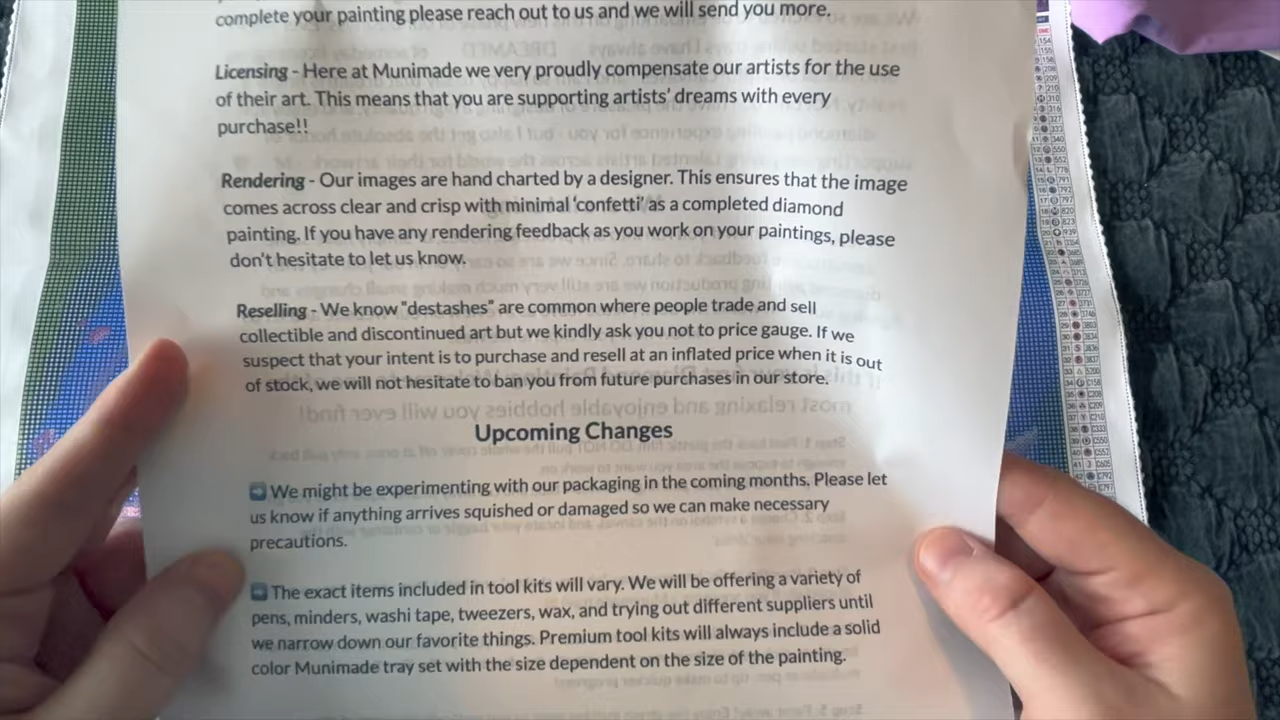 complete your painting please reach out to us and we will send you more.
Licensing - Here at Munimade we very proudly compensate our artists for the use
of their art. This means that you are supporting artists' dreams with every
purchase!!
Rendering - Our images are hand charted by a designer. This ensures that the image
comes across clear and crisp with minimal 'confetti' as a completed diamond
painting. If you have any rendering feedback as you work on your paintings, please
don't hesitate to let us know.
Reselling - We know "destashes" are common where people trade and sell
collectible and discontinued art but we kindly ask you not to price gauge. If we
suspect that your intent is to purchase and resell at an inflated price when it is out
of stock, we will not hesitate to ban you from future purchases in our store.
Upcoming Changes
➡️ We might be experimenting with our packaging in the coming months. Please let
us know if anything arrives squished or damaged so we can make necessary
precautions.
➡️ The exact items included in tool kits will vary. We will be offering a variety of
pens, minders, washi tape, tweezers, wax, and trying out different suppliers until
we narrow down our favorite things. Premium tool kits will always include a solid
color Munimade tray set with the size dependent on the size of the painting.